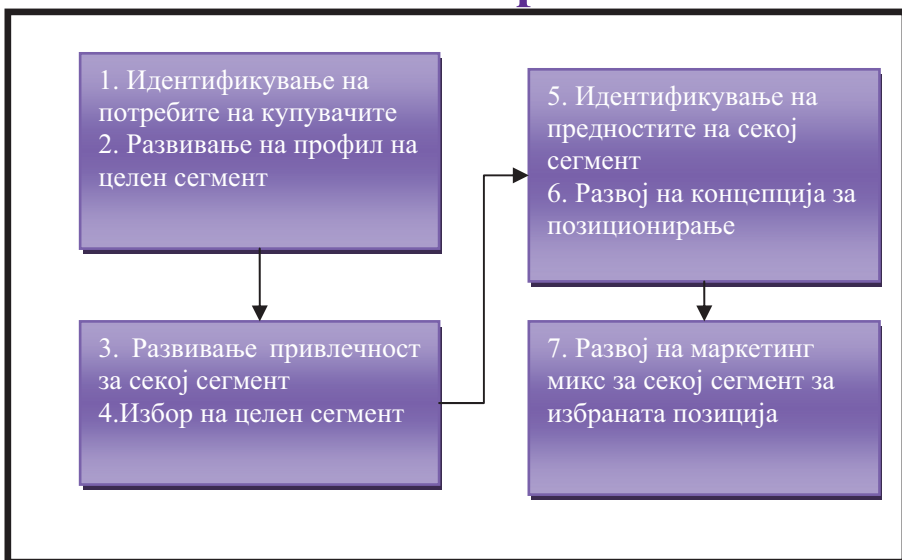 1. Идентификување на
потребите на купувачите
2. Развивање на профил на
целен сегмент
3. Развивање привлечност
за секој сегмент
4.Избор на целен сегмент
5. Идентификување на
предностите на секој
сегмент
6. Развој на концепција за
позиционирање
7. Развој на маркетинг
микс за секој сегмент за
избраната позиција